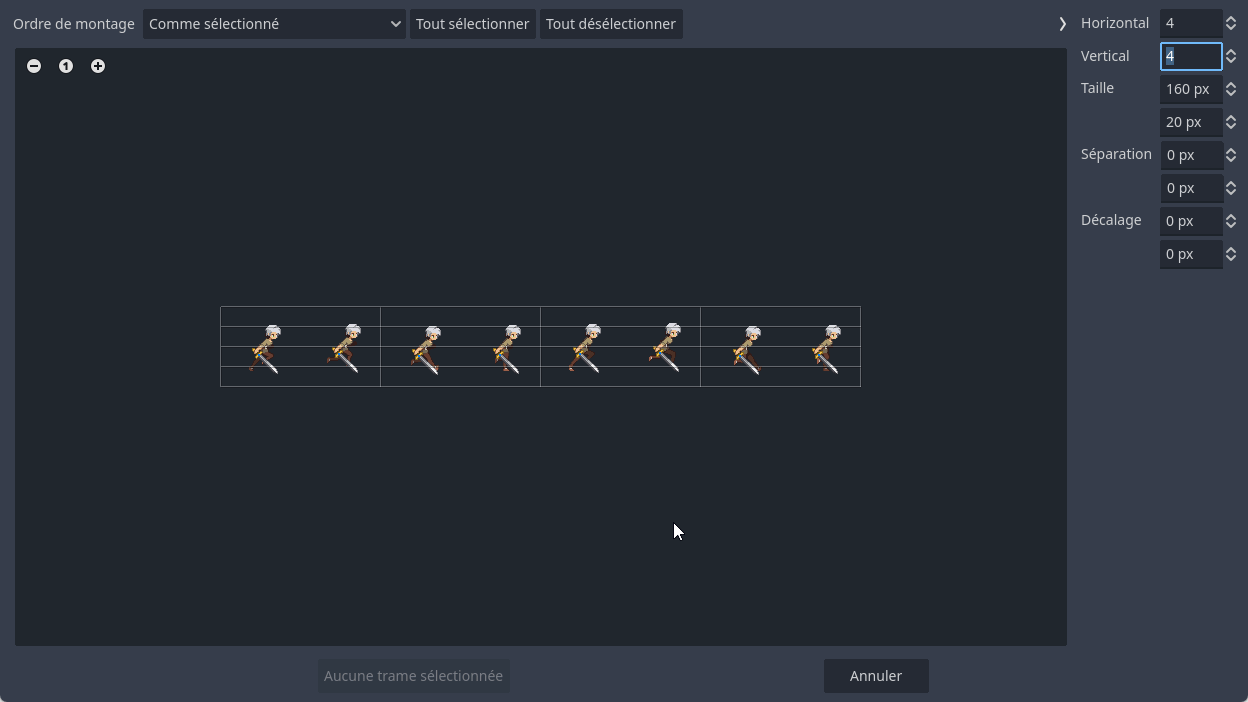 Ordre de montage Comme sélectionné Tout sélectionner Tout désélectionner
Horizontal 4
Vertical 4
Taille 160 px
20 px
Séparation 0 px
0 px
Décalage 0 px
0 px
1
Aucune trame sélectionnée Annuler